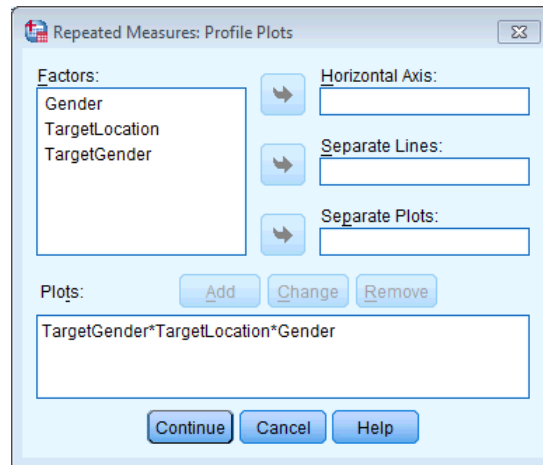 Repeated Measures: Profile Plots
Factors:
Gender
TargetLocation
TargetGender
Horizontal Axis:
Separate Lines:
Separate Plots:
Plots:
Add
Change
Remove
TargetGender*TargetLocation*Gender
Continue
Cancel
Help